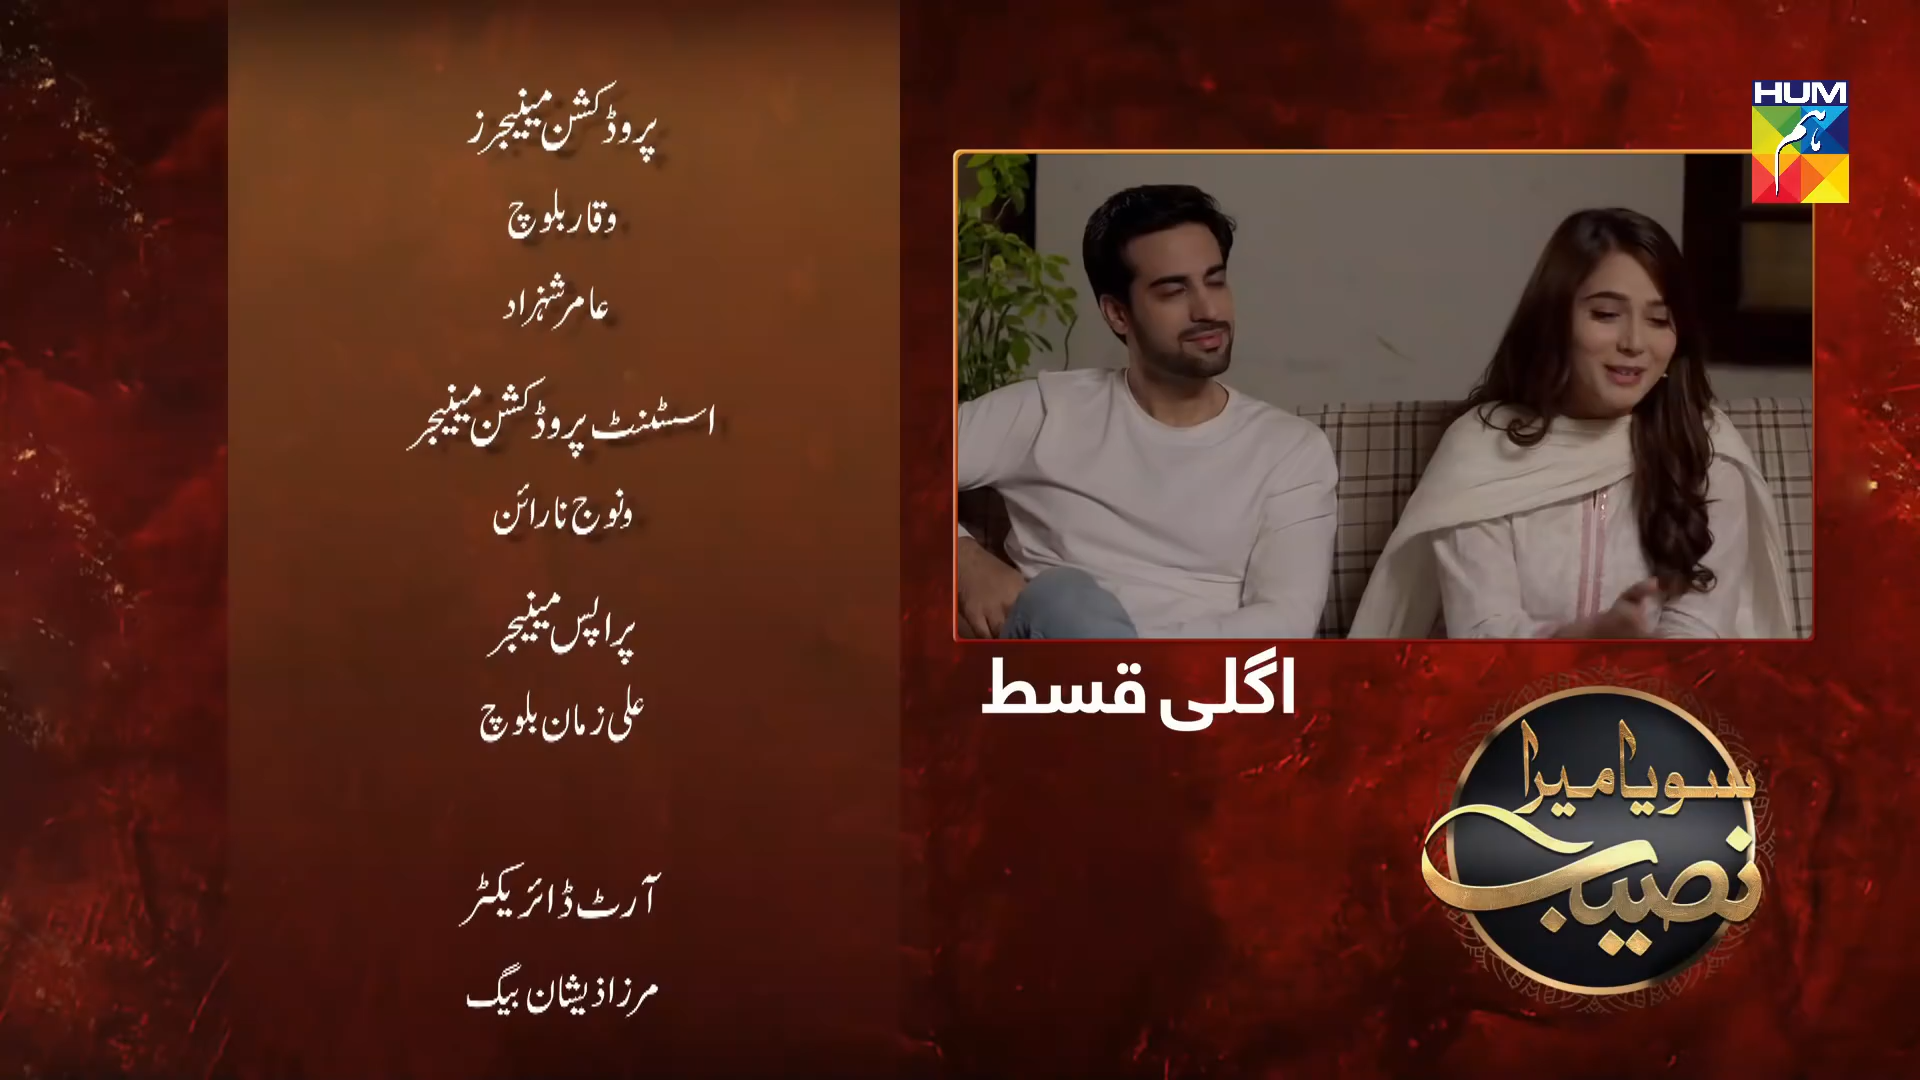 پروڈکشن مینیجرز
وقار بلوچ
عامر شہزاد
اسسٹنٹ پروڈکشن مینیجر
ونوج نارائن
پراپس مینیجر
علی زمان بلوچ
آرٹ ڈائریکٹر
مرزا ذیشان بیگ
HUM
ہم
اگلی قسط
سویا میرا
نصیب